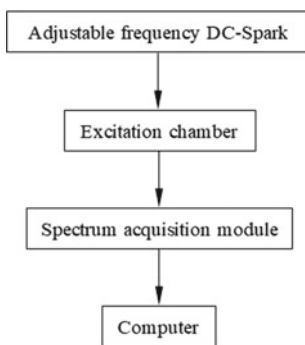 Adjustable frequency DC-Spark
Excitation chamber
Spectrum acquisition module
Computer